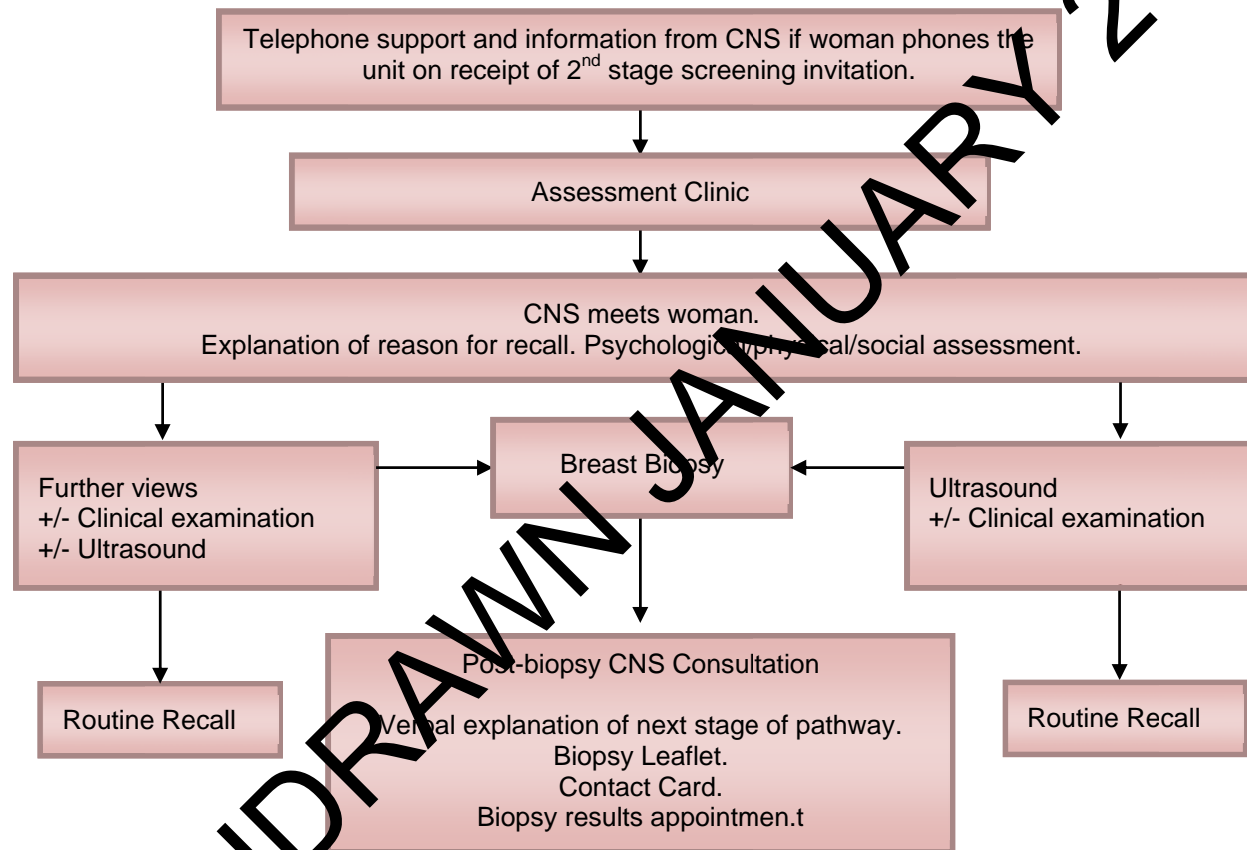 Telephone support and information from CNS if woman phones the
unit on receipt of 2nd stage screening invitation.
Assessment Clinic
CNS meets woman.
Explanation of reason for recall. Psychological/physical/social assessment.
Further views
+/- Clinical examination
+/- Ultrasound
Breast Biopsy
Ultrasound
+/- Clinical examination
Routine Recall
Post-biopsy CNS Consultation
Verbal explanation of next stage of pathway.
Biopsy Leaflet.
Contact Card.
Biopsy results appointmen.t
Routine Recall
IDRAWN JANUARY 2